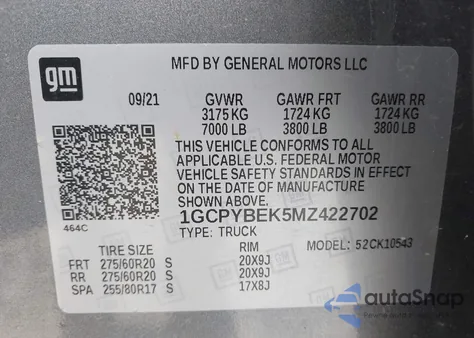 gm
MFD BY GENERAL MOTORS LLC
09/21 GVWR GAWR FRT GAWR RR
3175 KG 1724 KG 1724 KG
7000 LB 3800 LB 3800 LB
THIS VEHICLE CONFORMS TO ALL
APPLICABLE U.S. FEDERAL MOTOR
VEHICLE SAFETY STANDARDS IN EFFECT
ON THE DATE OF MANUFACTURE
SHOWN ABOVE.
464C
1GCPYBEK5MZ422702
TYPE: TRUCK MODEL: 52CK10543
TIRE SIZE RIM
FRT 275/60R20 S 20X9J
RR 275/60R20 S 20X9J
SPA 255/80R17 S 17X8J
autoSnap